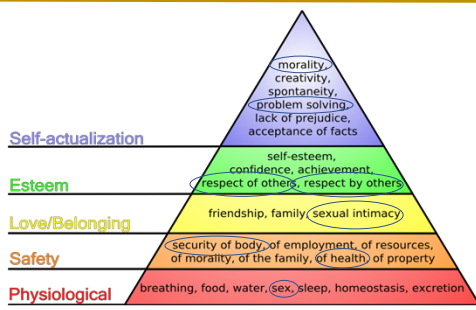 morality,
creativity,
spontaneity,
problem solving,
lack of prejudice,
acceptance of facts
Self-actualization
self-esteem,
confidence, achievement,
respect of others, respect by others
Esteem
friendship, family, sexual intimacy
Love/Belonging
security of body, of employment, of resources,
of morality, of the family, of health, of property
Safety
breathing, food, water, sex, sleep, homeostasis, excretion
Physiological